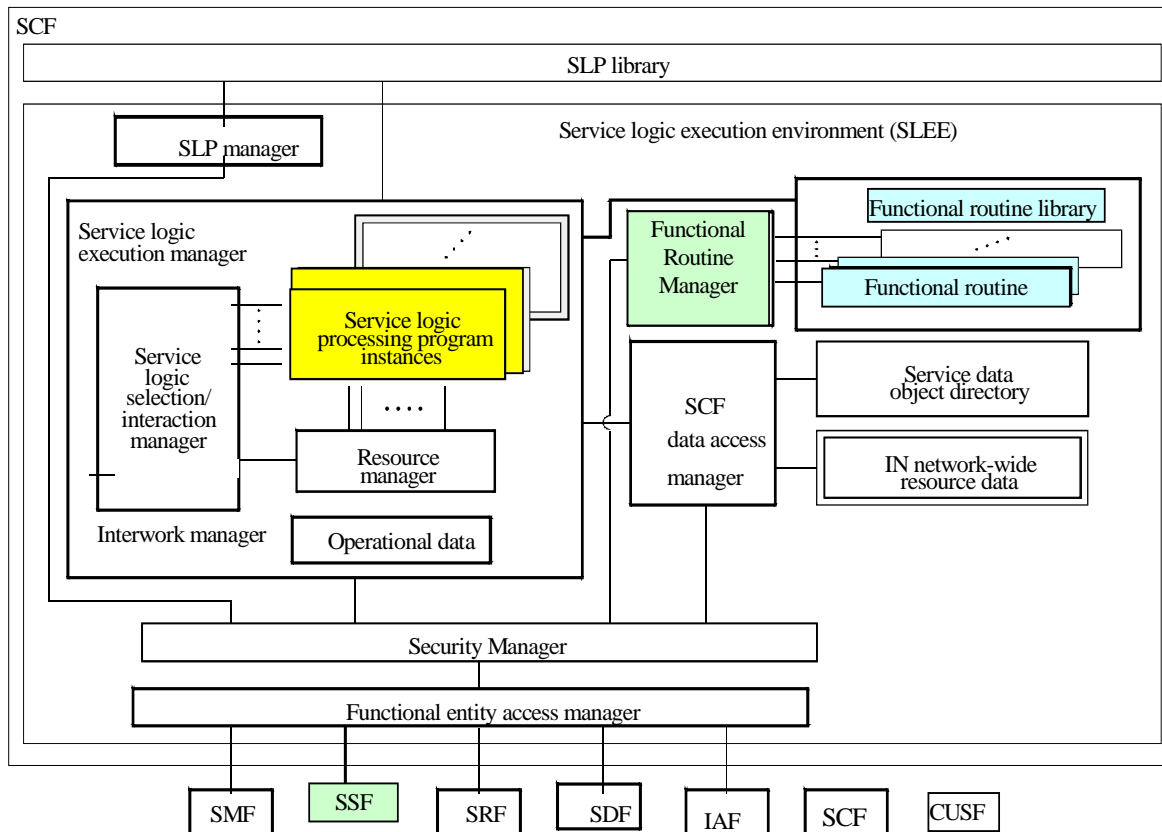 SCF
SLP library
Service logic execution environment (SLEE)
SLP manager
Service logic
execution manager
Functional
Routine
Manager
Functional routine library
Functional routine
Service logic
processing program
instances
Service
logic
selection/
interaction
manager
Resource
manager
Interwork manager
Operational data
SCF
data access
manager
Service data
object directory
IN network-wide
resource data
Security Manager
Functional entity access manager
SMF
SSF
SRF
SDF
IAF
SCF
CUSF